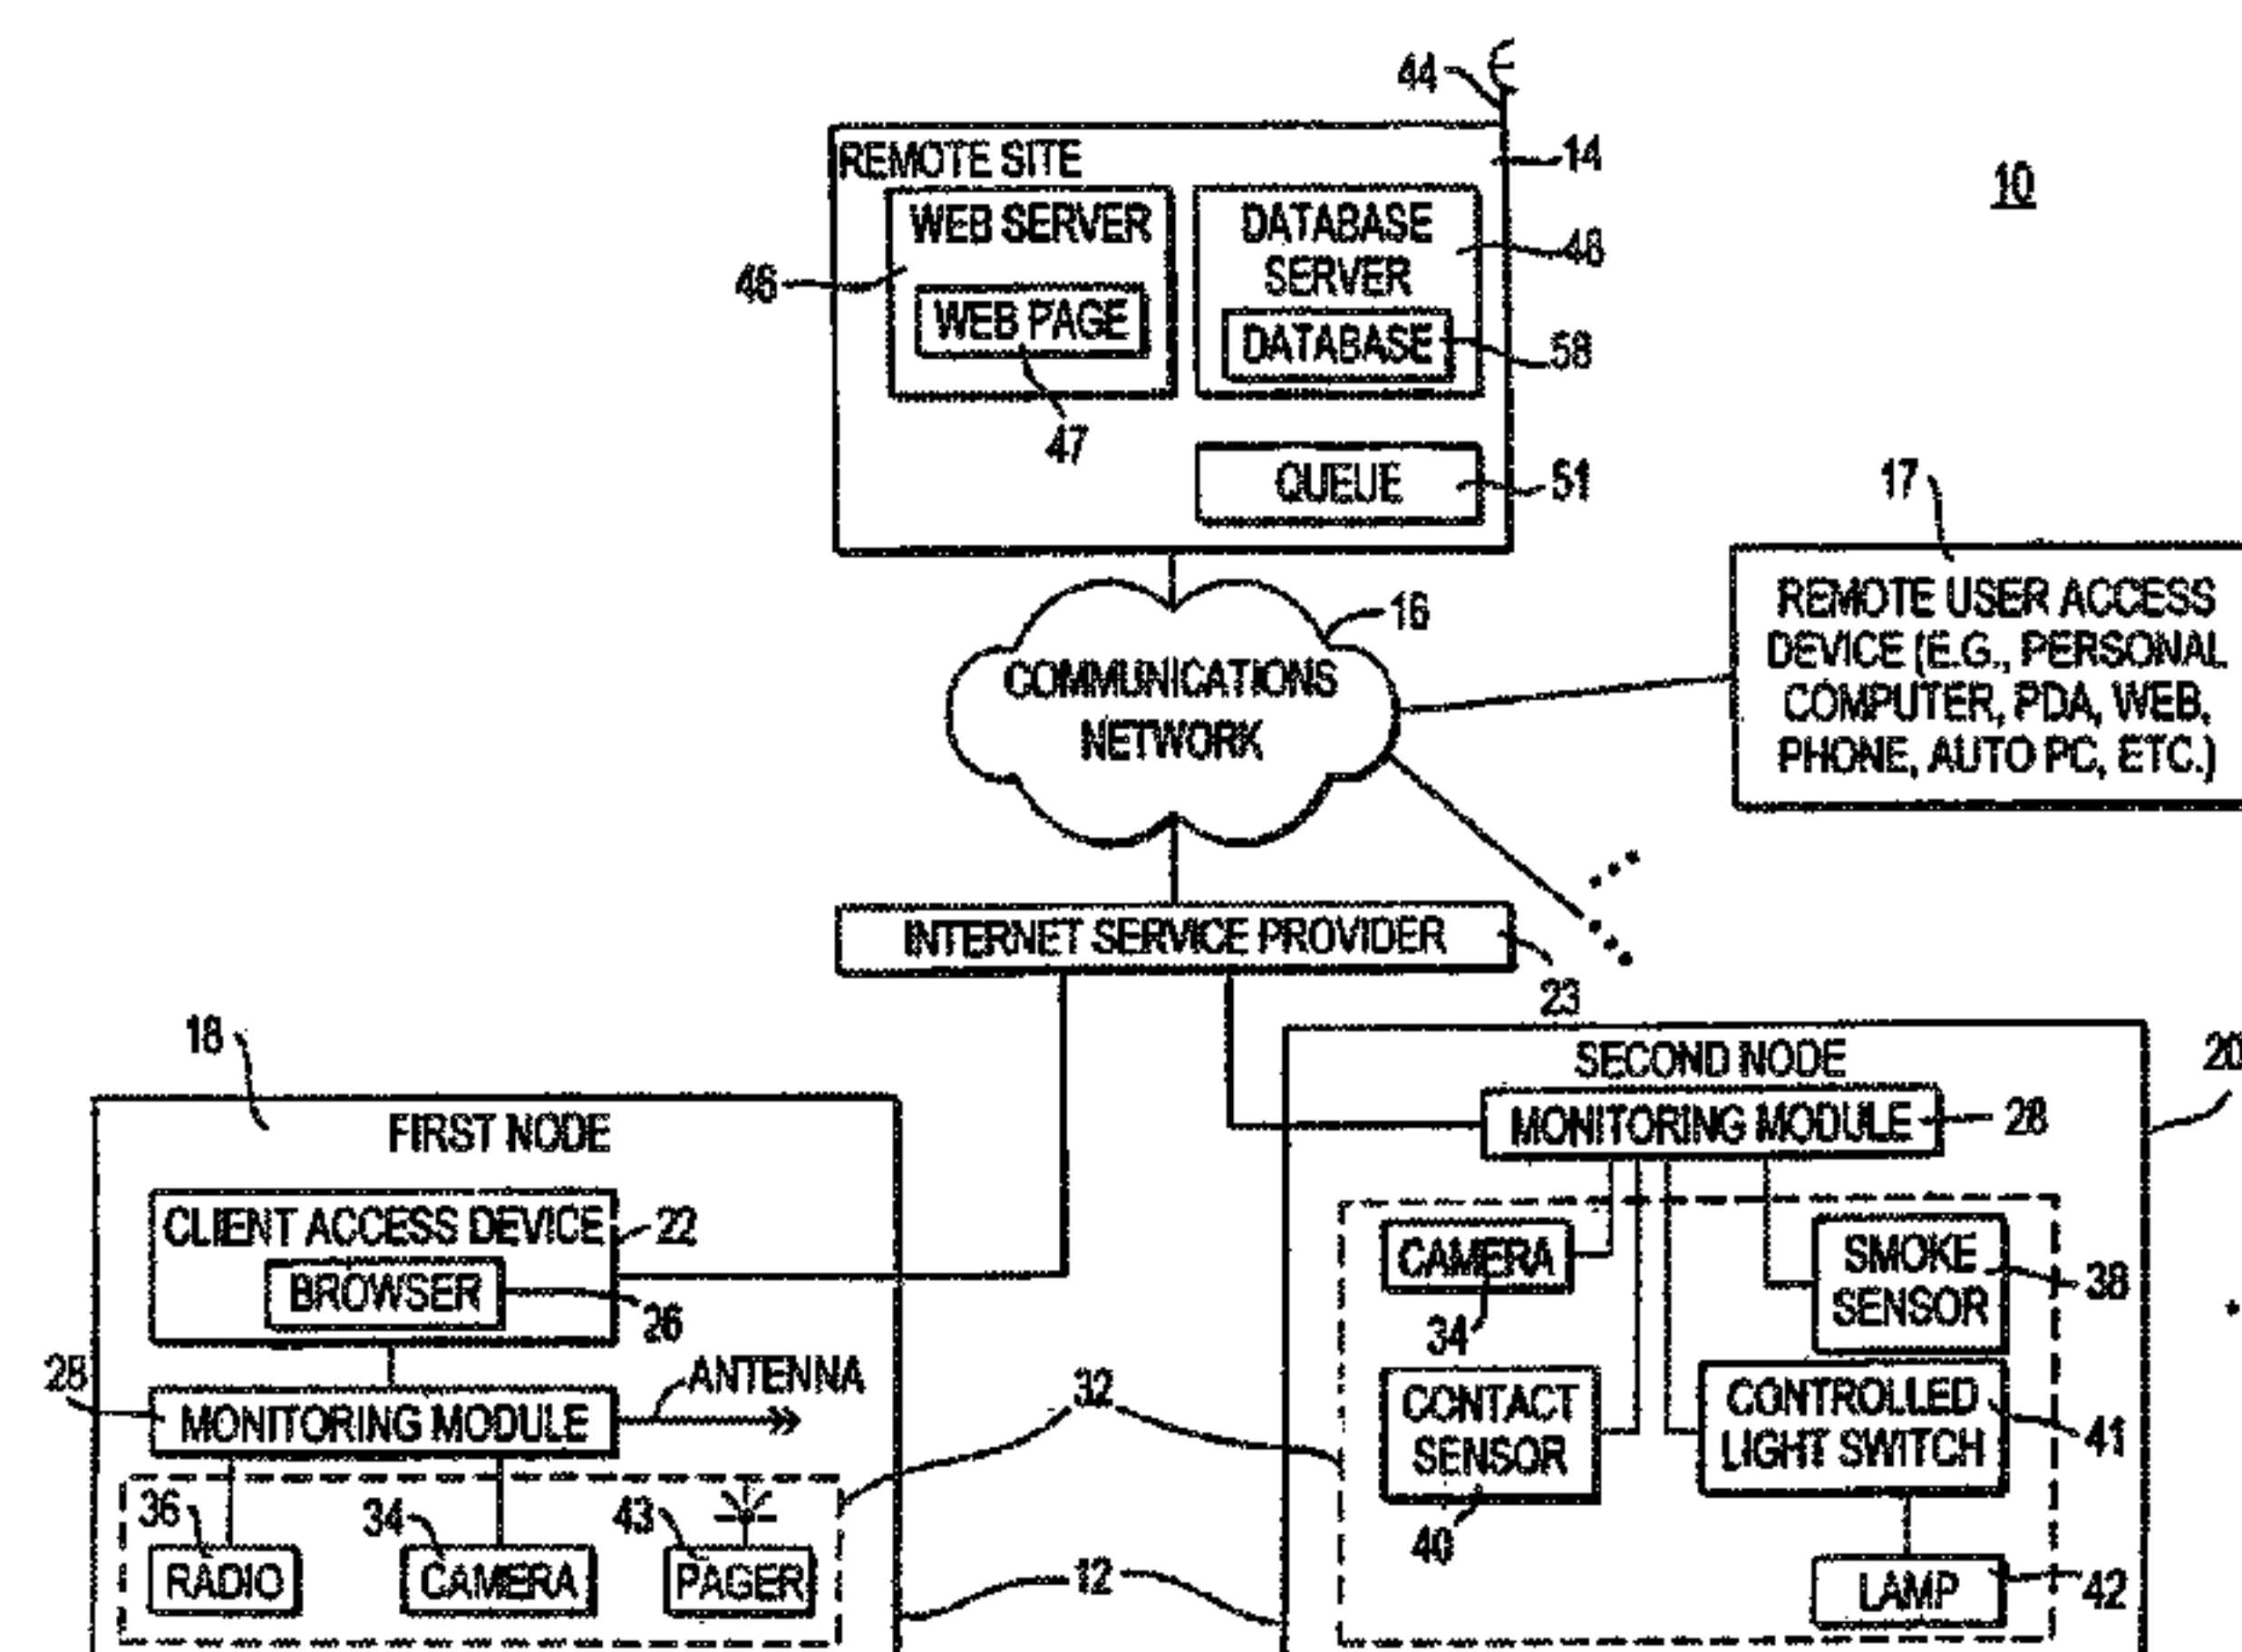 44
REMOTE SITE
14
10
WEB SERVER
DATABASE
SERVER
46
48
WEB PAGE
DATABASE
58
47
QUEUE
51
17
REMOTE USER ACCESS
DEVICE (E.G., PERSONAL
COMPUTER, PDA, WEB,
PHONE, AUTO PC, ETC.)
16
COMMUNICATIONS
NETWORK
INTERNET SERVICE PROVIDER
23
18
FIRST NODE
CLIENT ACCESS DEVICE
22
BROWSER
26
28
MONITORING MODULE
ANTENNA
36
34
43
RADIO
CAMERA
PAGER
32
12
SECOND NODE
20
MONITORING MODULE
28
CAMERA
34
SMOKE
SENSOR
38
CONTACT
SENSOR
40
CONTROLLED
LIGHT SWITCH
41
LAMP
42